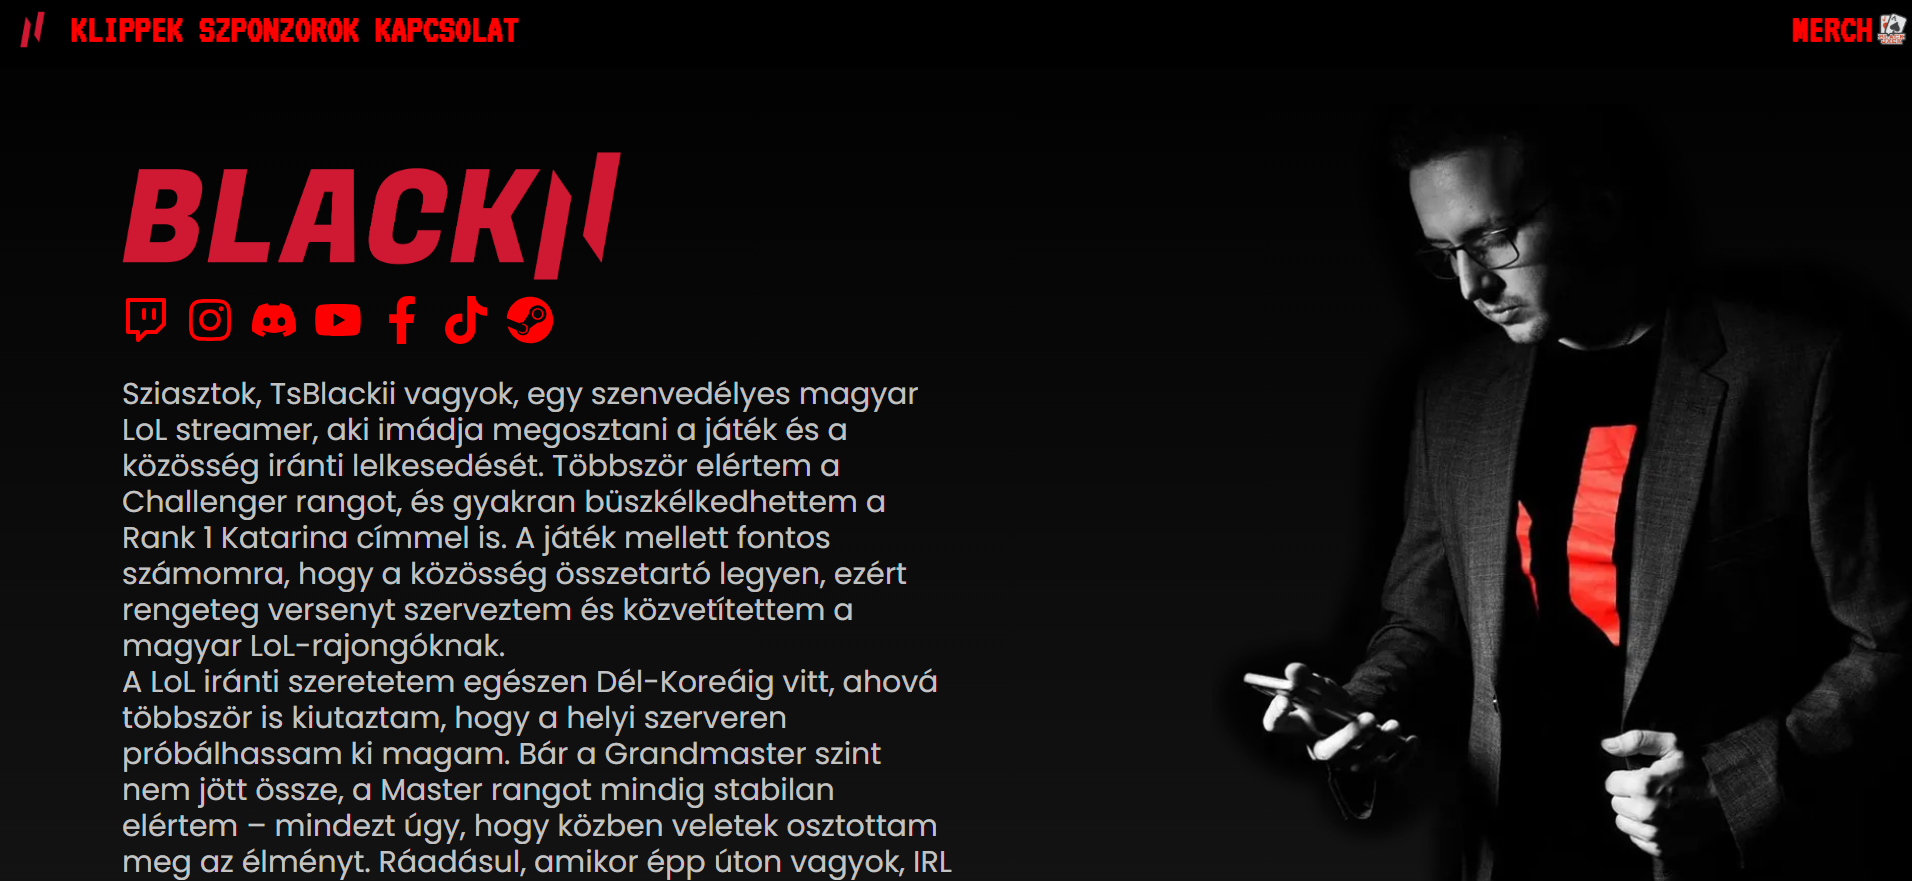 KLIPPEK SZPONZOROK KAPCSOLAT
MERCH
BLACKII
Sziasztok, TsBlackii vagyok, egy szenvedélyes magyar
LoL streamer, aki imádja megosztani a játék és a
közösség iránti lelkesedését. Többször elértem a
Challenger rangot, és gyakran büszkélkedhettem a
Rank 1 Katarina címmel is. A játék mellett fontos
számomra, hogy a közösség összetartó legyen, ezért
rengeteg versenyt szerveztem és közvetítettem a
magyar LoL-rajongóknak.
A LoL iránti szeretetem egészen Dél-Koreáig vitt, ahová
többször is kiutaztam, hogy a helyi szerveren
próbálhassam ki magam. Bár a Grandmaster szint
nem jött össze, a Master rangot mindig stabilan
elértem – mindezt úgy, hogy közben veletek osztottam
meg az élményt. Ráadásul, amikor épp úton vagyok, IRL